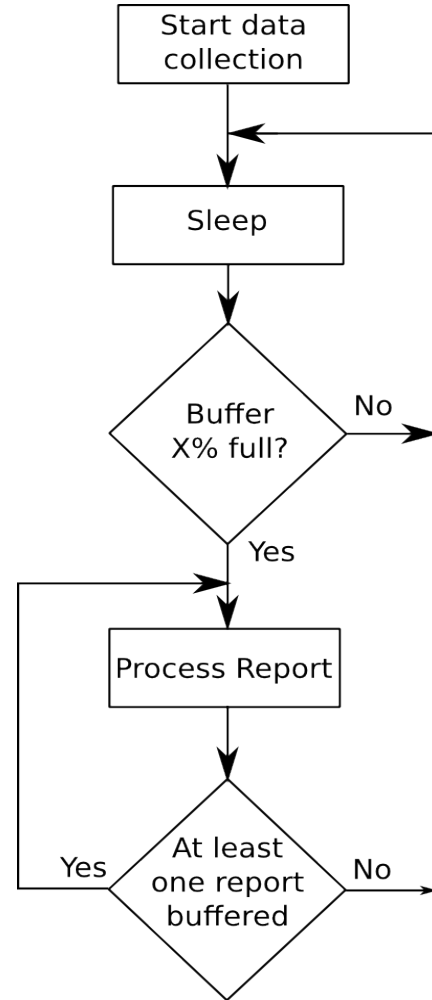 Start data
collection
Sleep
Buffer
X% full?
No
Yes
Process Report
At least
one report
buffered
Yes
No